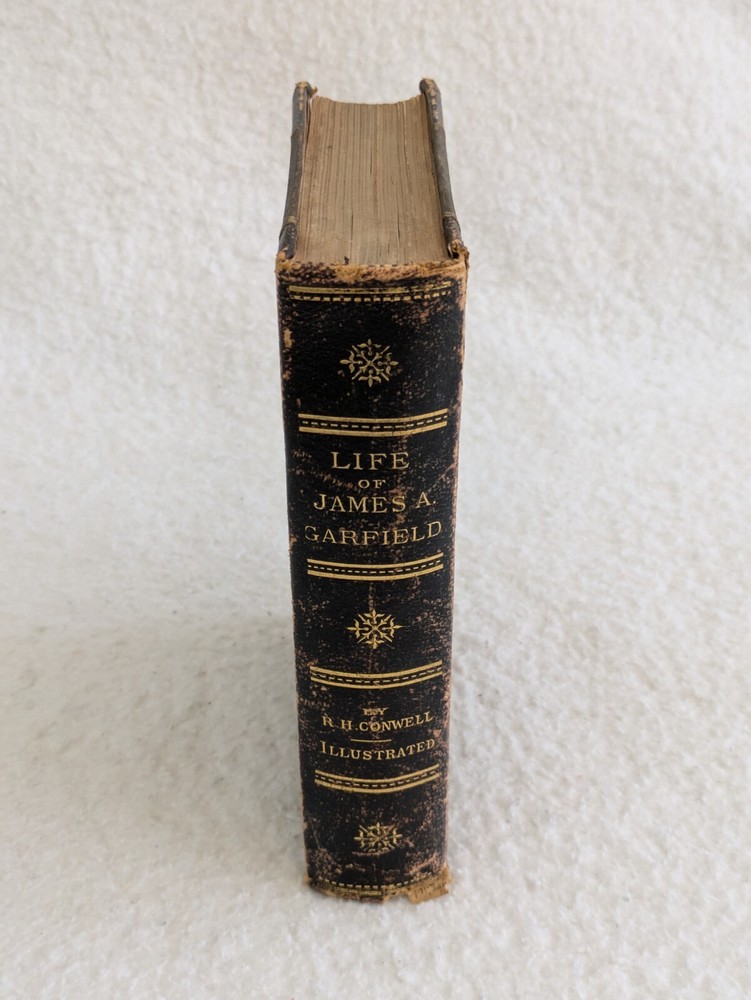 LIFE
OF
JAMES A.
GARFIELD
BY
R.H.CONWELL
ILLUSTRATED